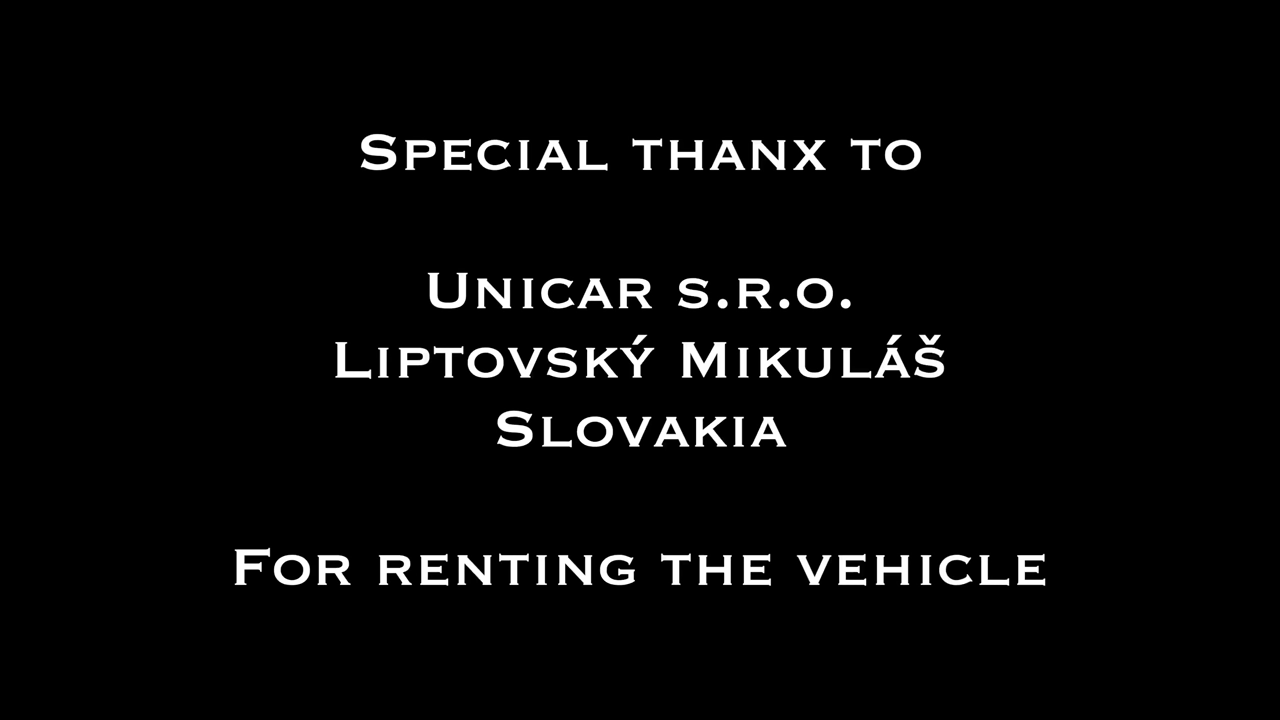 Special thanx to
Unicar s.r.o.
Liptovský Mikuláš
Slovakia
For renting the vehicle